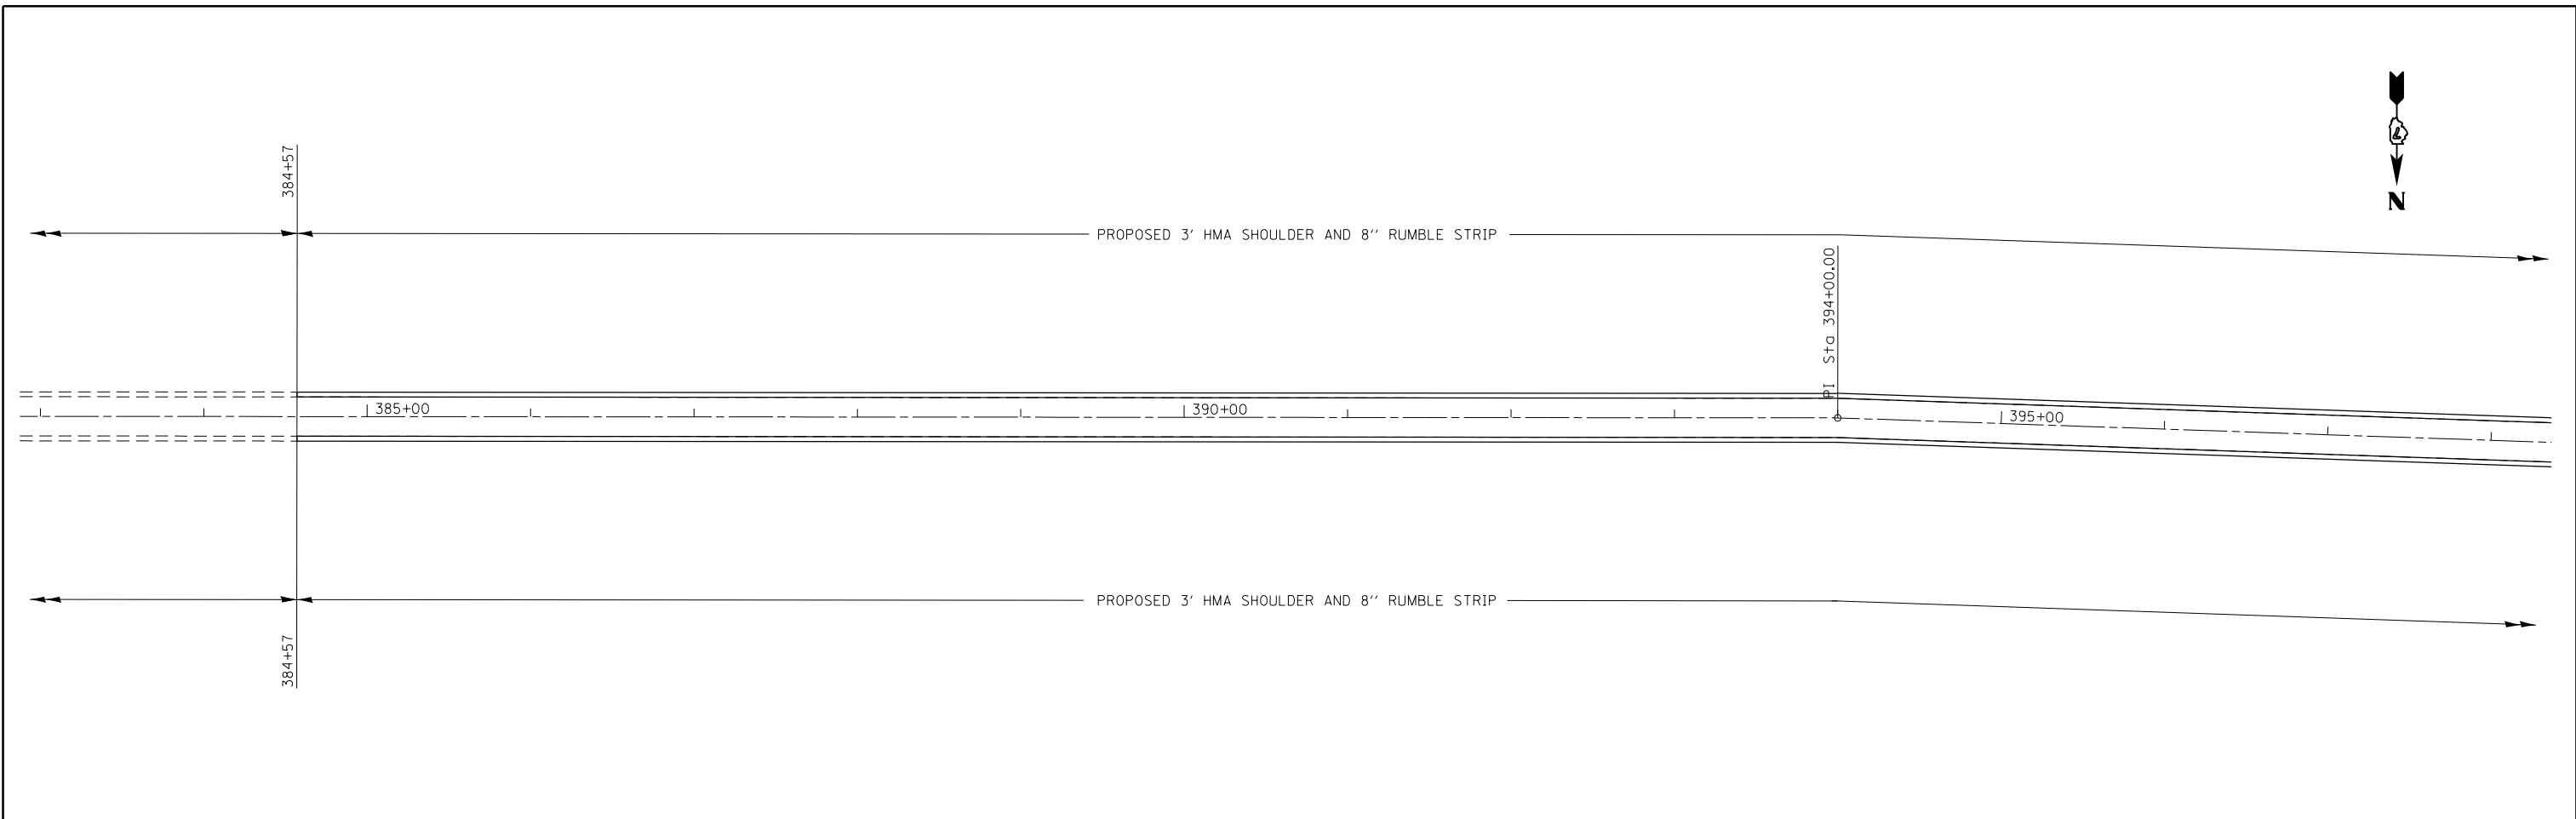 384+57
PROPOSED 3' HMA SHOULDER AND 8'' RUMBLE STRIP
PI Sta 394+00.00
N
385+00
390+00
395+00
PROPOSED 3' HMA SHOULDER AND 8'' RUMBLE STRIP
384+57